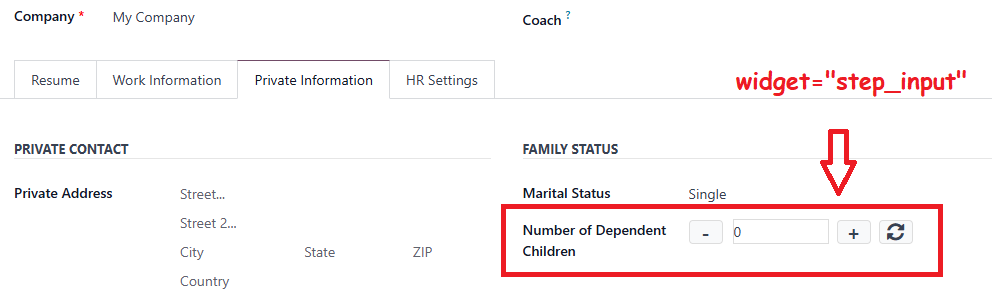 Company * My Company
Coach ?
Resume Work Information Private Information HR Settings
widget="step_input"
PRIVATE CONTACT
FAMILY STATUS
Private Address Street...
Marital Status Single
Street 2...
Number of Dependent Children - 0 +
City State ZIP
Country